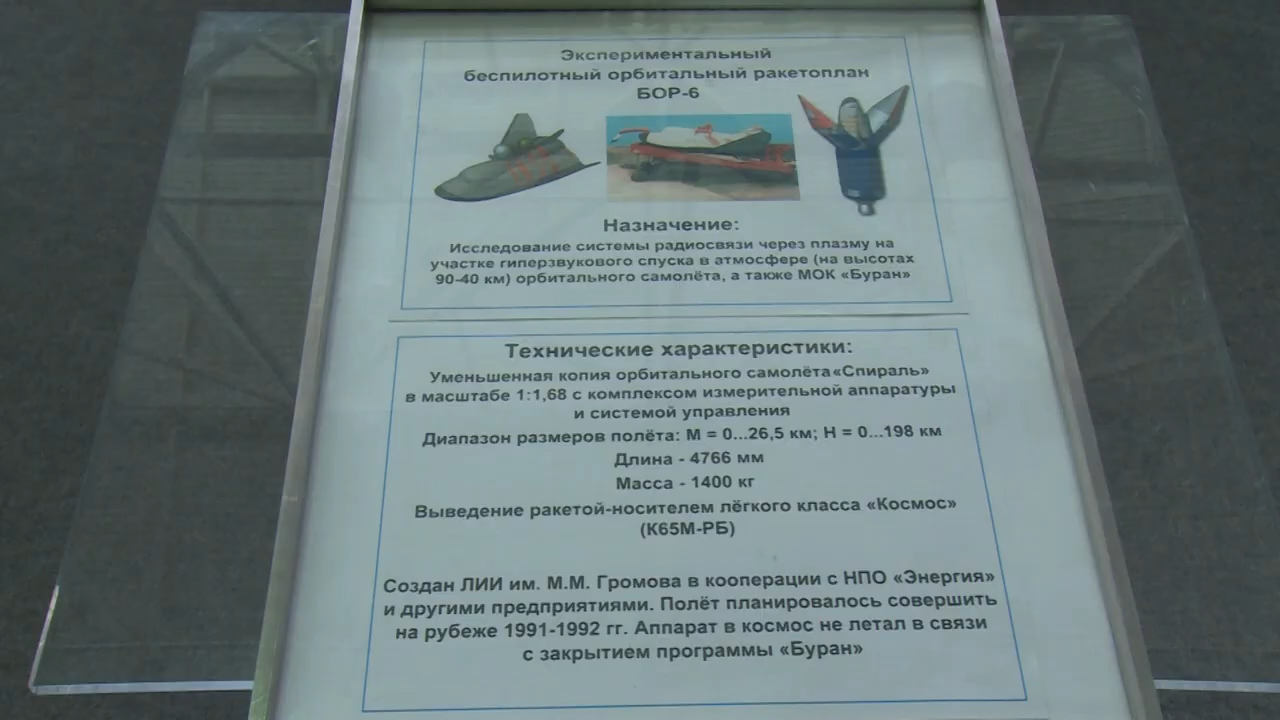 Экспериментальный
беспилотный орбитальный ракетоплан
БОР-6
Назначение:
Исследование системы радиосвязи через плазму на
участке гиперзвукового спуска в атмосфере (на высотах
90-40 км) орбитального самолёта, а также МОК «Буран»
Технические характеристики:
Уменьшенная копия орбитального самолёта«Спираль»
в масштабе 1:1,68 с комплексом измерительной аппаратуры
и системой управления
Диапазон размеров полёта: М = 0...26,5 км; Н = 0...198 км
Длина - 4766 мм
Масса - 1400 кг
Выведение ракетой-носителем лёгкого класса «Космос»
(К65М-РБ)
Создан ЛИИ им. М.М. Громова в кооперации с НПО «Энергия»
и другими предприятиями. Полёт планировалось совершить
на рубеже 1991-1992 гг. Аппарат в космос не летал в связи
с закрытием программы «Буран»